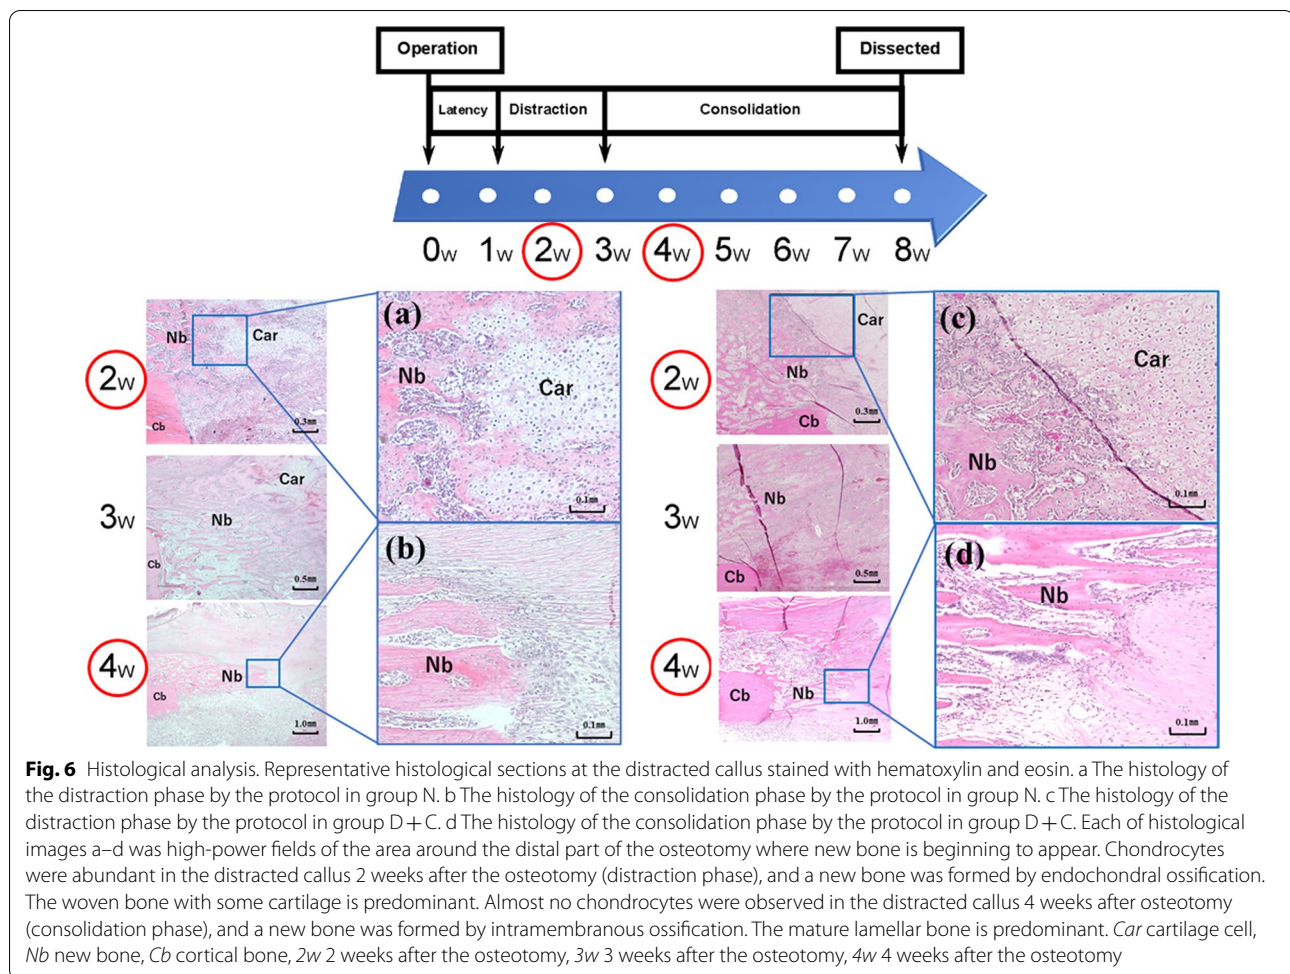 Operation
Dissected
Latency
Distraction
Consolidation
0w 1w 2w 3w 4w 5w 6w 7w 8w
2w
Nb
Car
Cb
0.3mm
3w
Car
Nb
Cb
0.5mm
4w
Nb
Cb
1.0mm
(a)
Nb
Car
0.1mm
(b)
Nb
0.1mm
2w
Car
Nb
Cb
0.3mm
3w
Nb
Cb
0.5mm
4w
Cb
Nb
1.0mm
(c)
Car
Nb
0.1mm
(d)
Nb
0.1mm
Fig. 6 Histological analysis. Representative histological sections at the distracted callus stained with hematoxylin and eosin. a The histology of
the distraction phase by the protocol in group N. b The histology of the consolidation phase by the protocol in group N. c The histology of the
distraction phase by the protocol in group D + C. d The histology of the consolidation phase by the protocol in group D + C. Each of histological
images a–d was high-power fields of the area around the distal part of the osteotomy where new bone is beginning to appear. Chondrocytes
were abundant in the distracted callus 2 weeks after the osteotomy (distraction phase), and a new bone was formed by endochondral ossification.
The woven bone with some cartilage is predominant. Almost no chondrocytes were observed in the distracted callus 4 weeks after osteotomy
(consolidation phase), and a new bone was formed by intramembranous ossification. The mature lamellar bone is predominant. Car cartilage cell,
Nb new bone, Cb cortical bone, 2w 2 weeks after the osteotomy, 3w 3 weeks after the osteotomy, 4w 4 weeks after the osteotomy